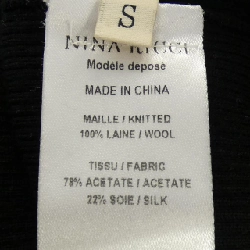 S
NINA RICCI
Modèle déposé
MADE IN CHINA
MAILLE / KNITTED
100% LAINE / WOOL
TISSU / FABRIC
78% ACETATE / ACETATE
22% SOIE / SILK